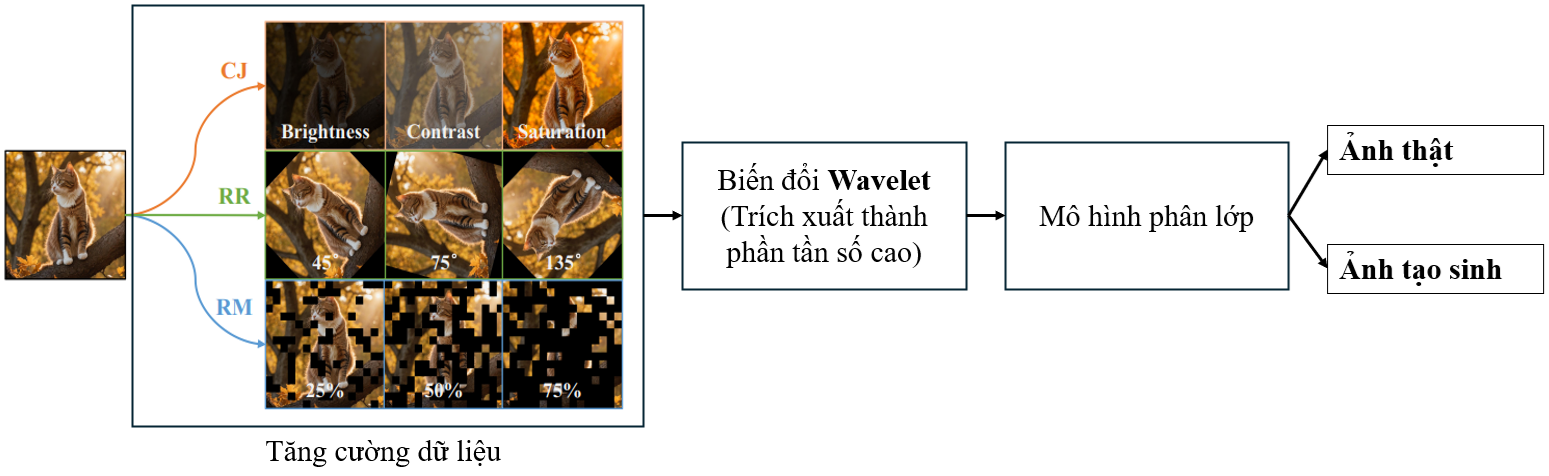 CJ
Brightness
Contrast
Saturation
RR
45°
75°
135°
RM
25%
50%
75%
Tăng cường dữ liệu
Biến đổi Wavelet
(Trích xuất thành
phần tần số cao)
Mô hình phân lớp
Ảnh thật
Ảnh tạo sinh